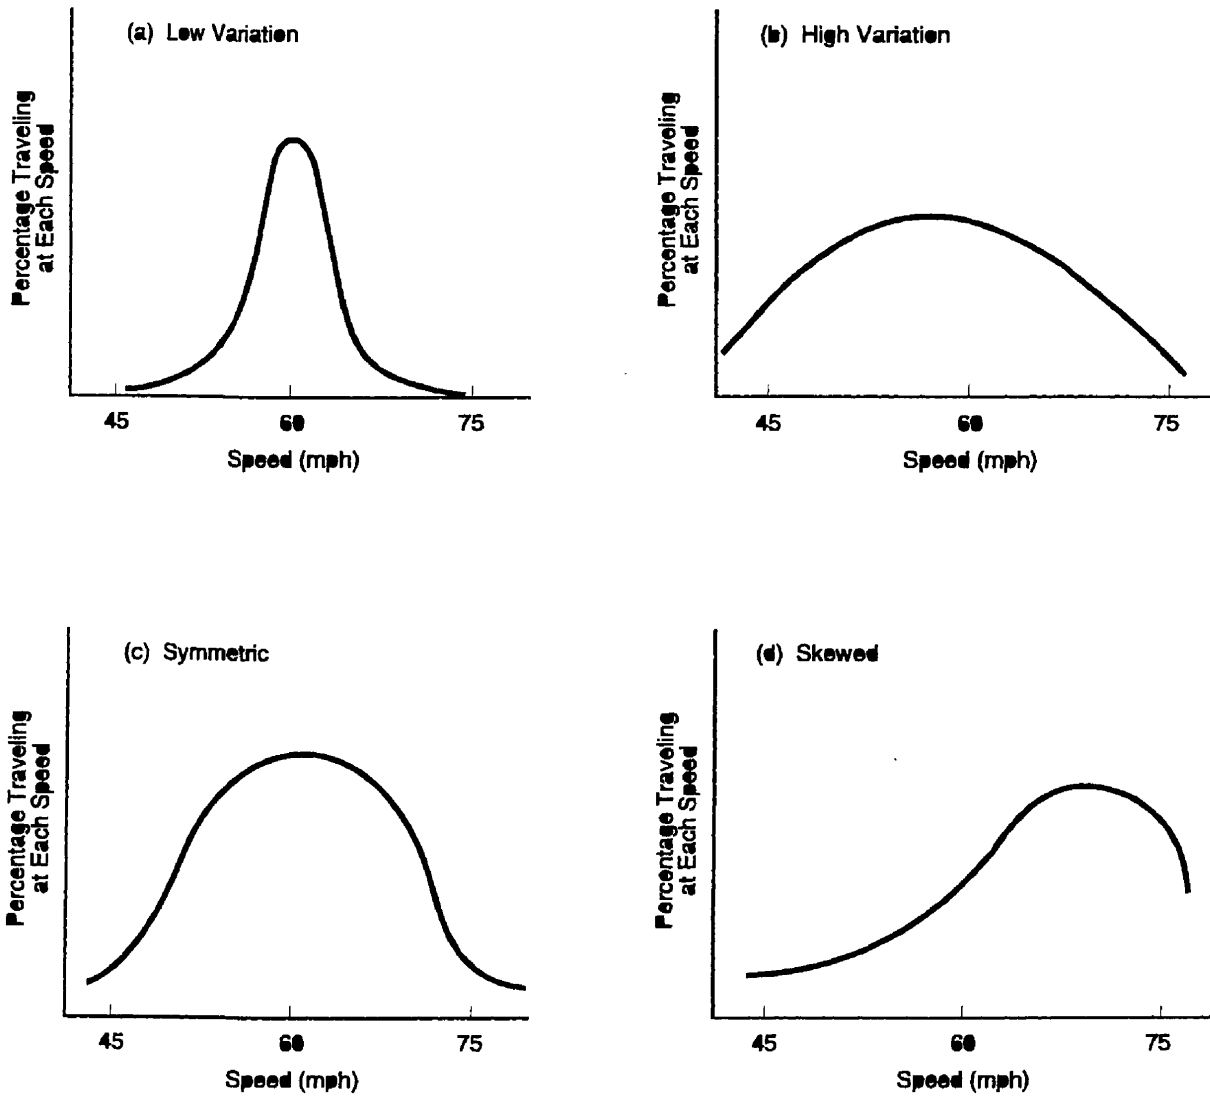 (a) Low Variation
Percentage Traveling
at Each Speed
45 60 75
Speed (mph)
(b) High Variation
Percentage Traveling
at Each Speed
45 60 75
Speed (mph)
(c) Symmetric
Percentage Traveling
at Each Speed
45 60 75
Speed (mph)
(d) Skewed
Percentage Traveling
at Each Speed
45 60 75
Speed (mph)